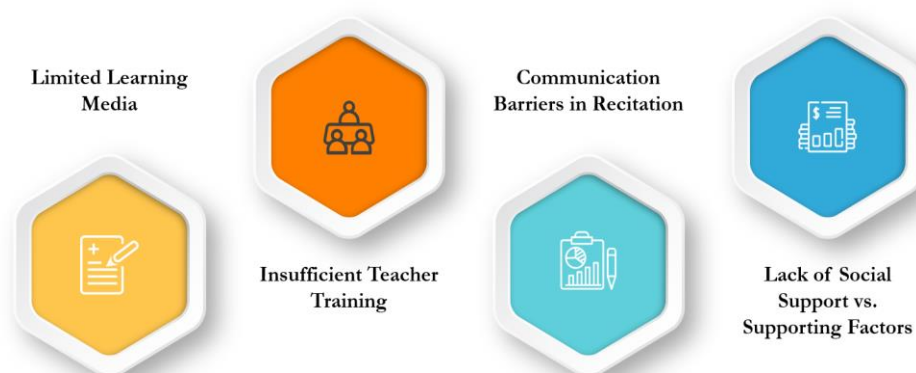 Limited Learning
Media
Insufficient Teacher
Training
Communication
Barriers in Recitation
$
Lack of Social
Support vs.
Supporting Factors